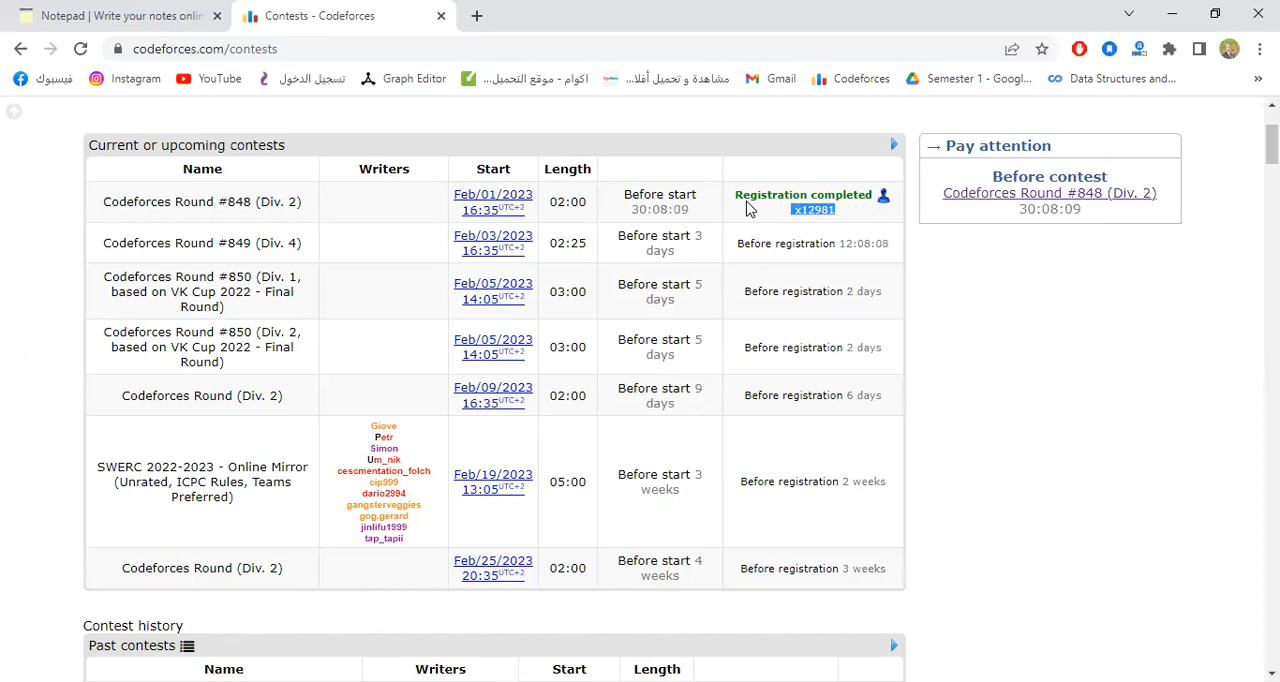 Notepad | Write your notes onlin
Contests - Codeforces
codeforces.com/contests
فيسبوك
Instagram
YouTube
تسجيل الدخول
Graph Editor
اكوام - موقع التحميل...
مشاهدة و تحميل أفلا...
Gmail
Codeforces
Semester 1 - Googl...
Data Structures and...
Current or upcoming contests
Name Writers Start Length
Codeforces Round #848 (Div. 2)
Feb/01/2023
16:35UTC+2
02:00
Before start
30:08:09
Registration completed
x12981
Codeforces Round #849 (Div. 4)
Feb/03/2023
16:35UTC+2
02:25
Before start 3
days
Before registration 12:08:08
Codeforces Round #850 (Div. 1,
based on VK Cup 2022 - Final
Round)
Feb/05/2023
14:05UTC+2
03:00
Before start 5
days
Before registration 2 days
Codeforces Round #850 (Div. 2,
based on VK Cup 2022 - Final
Round)
Feb/05/2023
14:05UTC+2
03:00
Before start 5
days
Before registration 2 days
Codeforces Round (Div. 2)
Feb/09/2023
16:35UTC+2
02:00
Before start 9
days
Before registration 6 days
SWERC 2022-2023 - Online Mirror
(Unrated, ICPC Rules, Teams
Preferred)
Giove
Petr
Simon
Um_nik
cescmentation_folch
cip999
dario2994
gangsterveggies
gog.gerard
jinlifu1999
tap_tapii
Feb/19/2023
13:05UTC+2
05:00
Before start 3
weeks
Before registration 2 weeks
Codeforces Round (Div. 2)
Feb/25/2023
20:35UTC+2
02:00
Before start 4
weeks
Before registration 3 weeks
→ Pay attention
Before contest
Codeforces Round #848 (Div. 2)
30:08:09
Contest history
Past contests
Name Writers Start Length